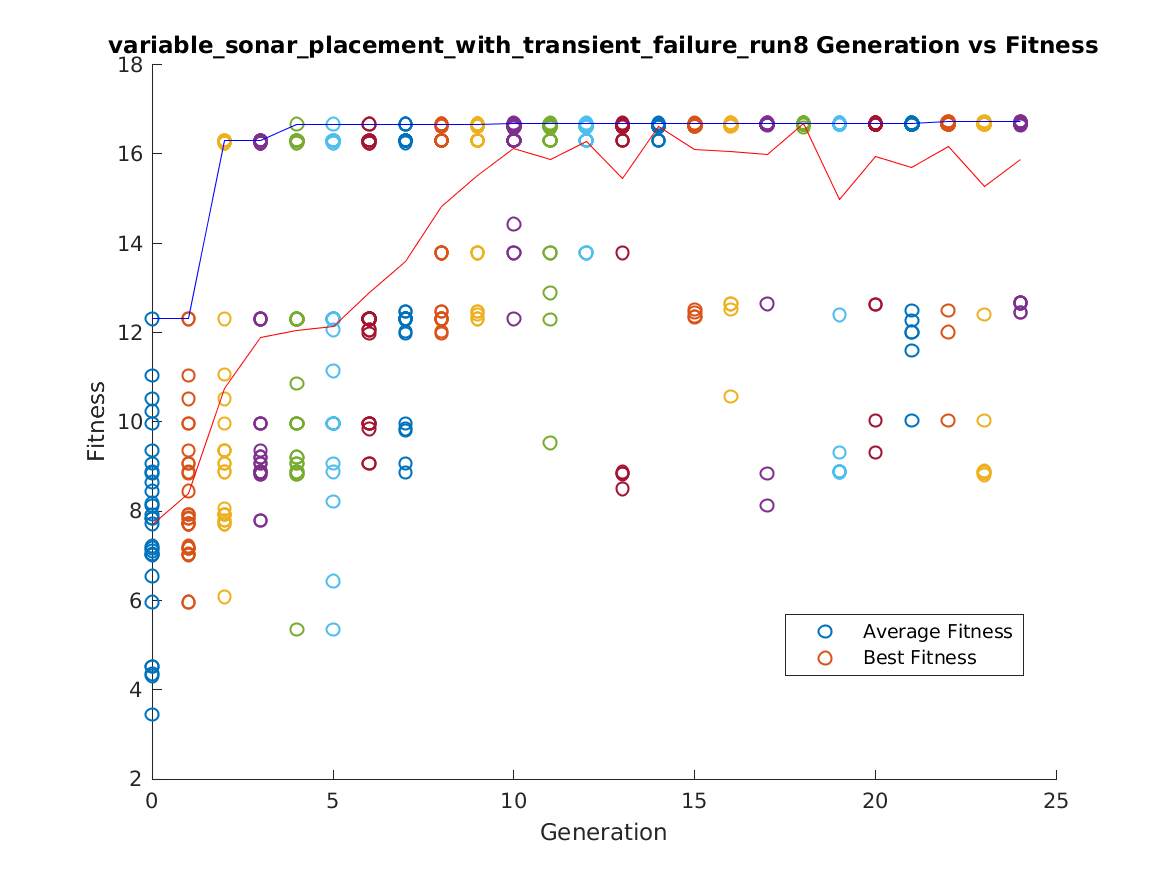 variable_sonar_placement_with_transient_failure_run8 Generation vs Fitness
18
16
14
12
10
8
6
4
2
Fitness
Average Fitness
Best Fitness
0 5 10 15 20 25
Generation